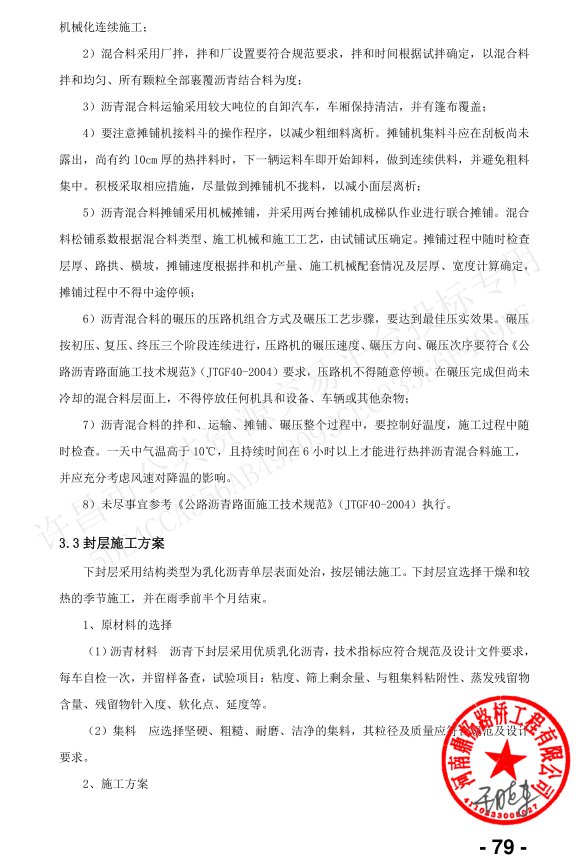 机械化连续施工；
2）混合料采用厂拌，拌和厂设置要符合规范要求，拌和时间根据试拌确定，以混合料
拌和均匀、所有颗粒全部裹覆沥青结合料为度；
3）沥青混合料运输采用较大吨位的自卸汽车，车厢保持清洁，并有篷布覆盖；
4）要注意摊铺机接料斗的操作程序，以减少粗细料离析。摊铺机集料斗应在刮板尚未
露出，尚有约 10cm 厚的热拌料时，下一辆运料车即开始卸料，做到连续供料，并避免粗料
集中。积极采取相应措施，尽量做到摊铺机不拢料，以减小面层离析；
5）沥青混合料摊铺采用机械摊铺，并采用两台摊铺机成梯队作业进行联合摊铺。混合
料松铺系数根据混合料类型、施工机械和施工工艺，由试铺试压确定。摊铺过程中随时检查
层厚、路拱、横坡，摊铺速度根据拌和机产量、施工机械配套情况及层厚、宽度计算确定，
摊铺过程中不得中途停顿；
6）沥青混合料的碾压的压路机组合方式及碾压工艺步骤，要达到最佳压实效果。碾压
按初压、复压、终压三个阶段连续进行，压路机的碾压速度、碾压方向、碾压次序要符合《公
路沥青路面施工技术规范》（JTGF40-2004）要求，压路机不得随意停顿。在碾压完成但尚未
冷却的混合料层面上，不得停放任何机具和设备、车辆或其他杂物；
7）沥青混合料的拌和、运输、摊铺、碾压整个过程中，要控制好温度，施工过程中随
时检查。一天中气温高于 10℃，且持续时间在 6 小时以上才能进行热拌沥青混合料施工，
并应充分考虑风速对降温的影响。
8）未尽事宜参考《公路沥青路面施工技术规范》（JTGF40-2004）执行。
3.3 封层施工方案
下封层采用结构类型为乳化沥青单层表面处治，按层铺法施工。下封层宜选择干燥和较
热的季节施工，并在雨季前半个月结束。
1、原材料的选择
（1）沥青材料　沥青下封层采用优质乳化沥青，技术指标应符合规范及设计文件要求，
每车自检一次，并留样备查，试验项目：粘度、筛上剩余量、与粗集料粘附性、蒸发残留物
含量、残留物针入度、软化点、延度等。
（2）集料　应选择坚硬、粗糙、耐磨、洁净的集料，其粒径及质量应符合规范及设计
要求。
2、施工方案
河南鼎扬路桥工程有限公司
4110233006027
- 79 -
许昌市公共资源交易平台投标专用